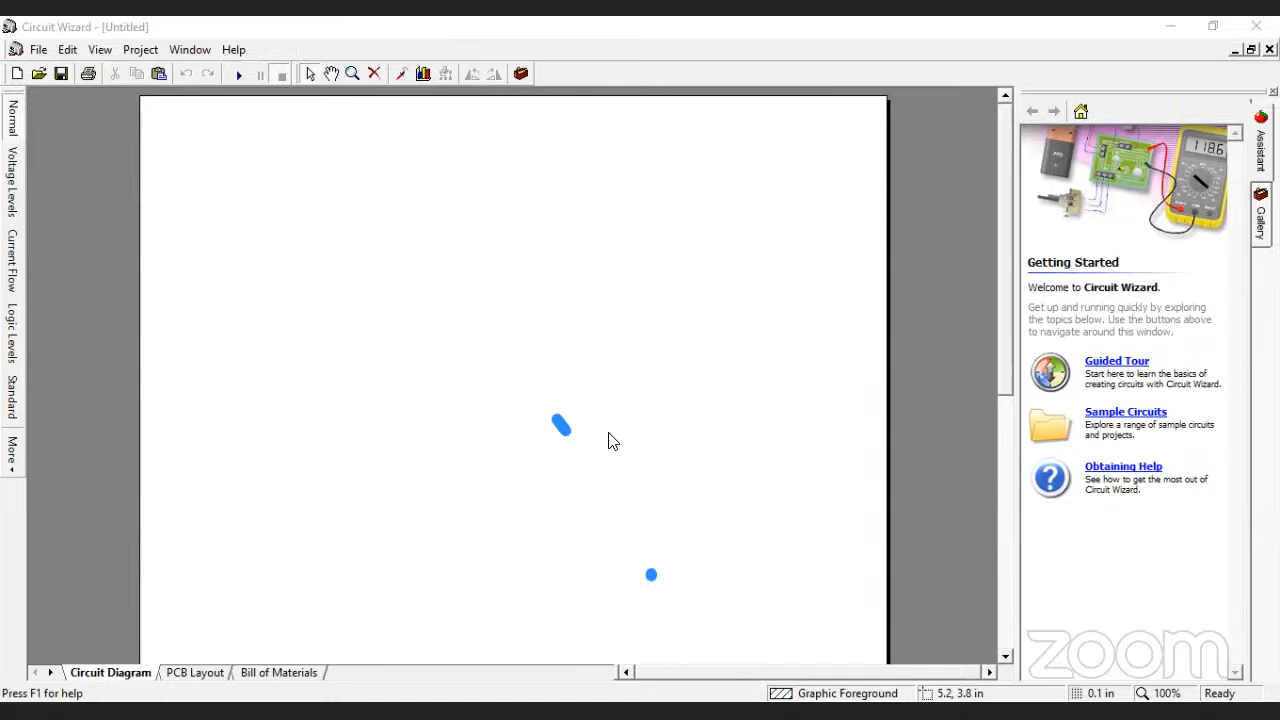 Circuit Wizard - [Untitled]
File Edit View Project Window Help
Normal
Voltage Levels
Current Flow
Logic Levels
Standard
More
118.6
Getting Started
Welcome to Circuit Wizard.
Get up and running quickly by exploring
the topics below. Use the buttons above
to navigate around this window.
Guided Tour
Start here to learn the basics of
creating circuits with Circuit Wizard.
Sample Circuits
Explore a range of sample circuits
and projects.
Obtaining Help
See how to get the most out of
Circuit Wizard.
Assistant
Gallery
zoom
Circuit Diagram PCB Layout Bill of Materials
Press F1 for help Graphic Foreground 5.2, 3.8 in 0.1 in 100% Ready